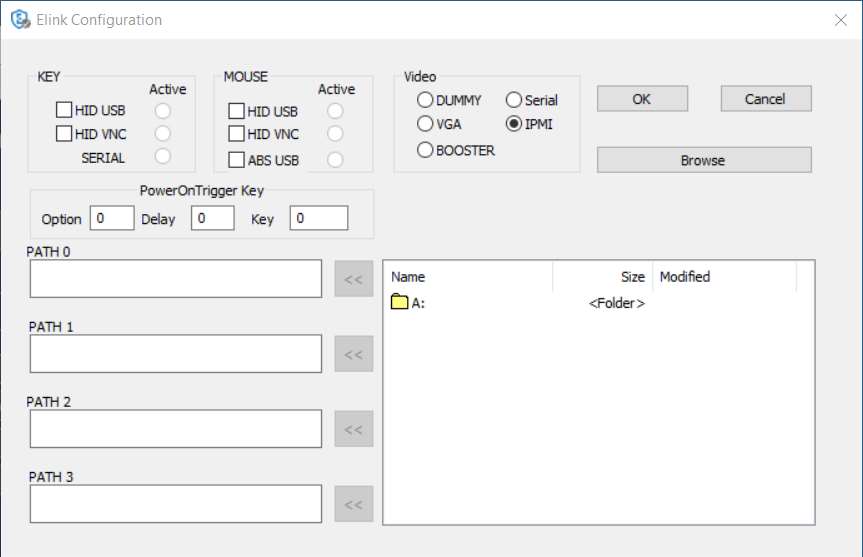 Elink Configuration
KEY
Active
HID USB
HID VNC
SERIAL
MOUSE
Active
HID USB
HID VNC
ABS USB
Video
DUMMY
Serial
VGA
IPMI
BOOSTER
OK
Cancel
Browse
PowerOnTrigger Key
Option 0 Delay 0 Key 0
PATH 0
<<
PATH 1
<<
PATH 2
<<
PATH 3
<<
Name Size Modified
A: <Folder>